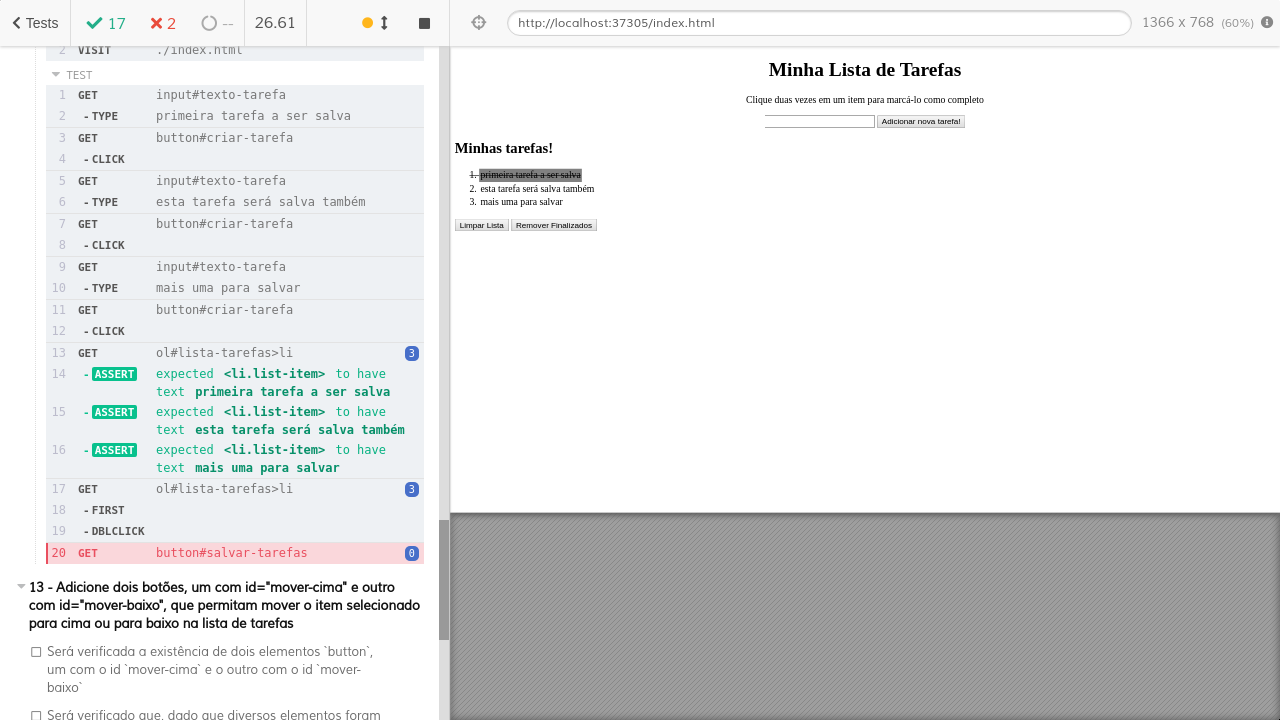 Tests 17 2 -- 26.61
http://localhost:37305/index.html 1366 x 768 (60%)
2 VISIT ./index.html
TEST
1 GET input#texto-tarefa
2 -TYPE primeira tarefa a ser salva
3 GET button#criar-tarefa
4 -CLICK
5 GET input#texto-tarefa
6 -TYPE esta tarefa será salva também
7 GET button#criar-tarefa
8 -CLICK
9 GET input#texto-tarefa
10 -TYPE mais uma para salvar
11 GET button#criar-tarefa
12 -CLICK
13 GET ol#lista-tarefas>li 3
14 -ASSERT expected <li.list-item> to have
text primeira tarefa a ser salva
15 -ASSERT expected <li.list-item> to have
text esta tarefa será salva também
16 -ASSERT expected <li.list-item> to have
text mais uma para salvar
17 GET ol#lista-tarefas>li 3
18 -FIRST
19 -DBLCLICK
20 GET button#salvar-tarefas 0
13 - Adicione dois botões, um com id="mover-cima" e outro
com id="mover-baixo", que permitam mover o item selecionado
para cima ou para baixo na lista de tarefas
Será verificada a existência de dois elementos `button`,
um com o id `mover-cima` e o outro com o id `mover-
baixo`
Será verificado que, dado que diversos elementos foram
Minha Lista de Tarefas
Clique duas vezes em um item para marcá-lo como completo
Adicionar nova tarefa!
Minhas tarefas!
1. primeira tarefa a ser salva
2. esta tarefa será salva também
3. mais uma para salvar
Limpar Lista Remover Finalizados